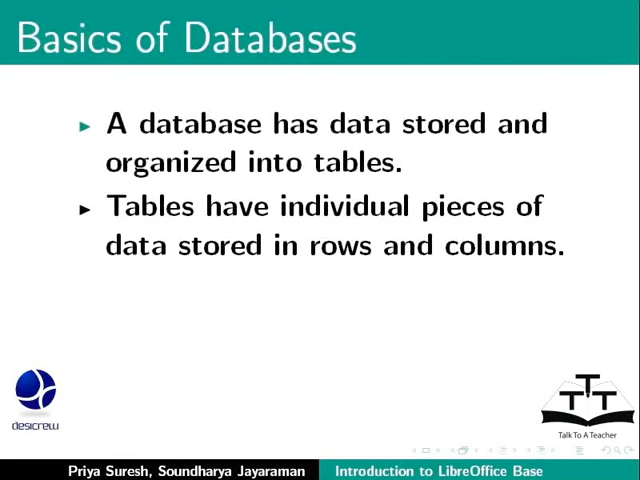 Basics of Databases
A database has data stored and
organized into tables.
Tables have individual pieces of
data stored in rows and columns.
desicrew
T T T
Talk To A Teacher
Priya Suresh, Soundharya Jayaraman Introduction to LibreOffice Base